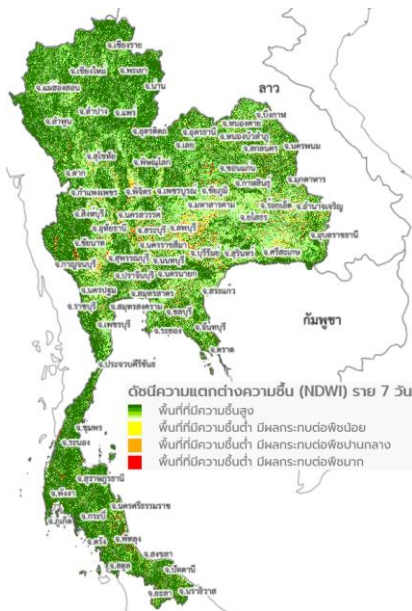 จ.เชียงราย
จ.เชียงใหม่
จ.พะเยา
จ.แม่ฮ่องสอน
จ.น่าน
จ.ลำปาง
จ.แพร่
จ.ลำพูน
จ.อุตรดิตถ์
จ.สุโขทัย
จ.พิษณุโลก
จ.ตาก
จ.เลย
จ.อุดรธานี
จ.หนองคาย
จ.บึงกาฬ
จ.หนองบัวลำภู
จ.สกลนคร
จ.นครพนม
จ.ขอนแก่น
จ.กาฬสินธุ์
จ.มุกดาหาร
จ.กำแพงเพชร
จ.พิจิตร
จ.เพชรบูรณ์
จ.ชัยภูมิ
จ.มหาสารคาม
จ.ร้อยเอ็ด
จ.อำนาจเจริญ
จ.ยโสธร
จ.สิงห์บุรี
จ.นครสวรรค์
จ.อุทัยธานี
จ.สระบุรี
จ.ลพบุรี
จ.อุบลราชธานี
จ.ชัยนาท
จ.นครราชสีมา
จ.บุรีรัมย์
จ.สุรินทร์
จ.ศรีสะเกษ
จ.กาญจนบุรี
จ.สุพรรณบุรี
จ.นนทบุรี
จ.ปราจีนบุรี
จ.นครนายก
จ.สระแก้ว
จ.นครปฐม
จ.สมุทรสาคร
จ.ราชบุรี
จ.สมุทรสงคราม
จ.ชลบุรี
จ.เพชรบุรี
จ.ระยอง
จ.จันทบุรี
จ.ตราด
จ.ประจวบคีรีขันธ์
ลาว
กัมพูชา
ดัชนีความแตกต่างความชื้น (NDWI) ราย 7 วัน
พื้นที่ที่มีความชื้นสูง
พื้นที่ที่มีความชื้นต่ำ มีผลกระทบต่อพืชน้อย
พื้นที่ที่มีความชื้นต่ำ มีผลกระทบต่อพืชปานกลาง
พื้นที่ที่มีความชื้นต่ำ มีผลกระทบต่อพืชมาก
จ.ชุมพร
จ.ระนอง
จ.สุราษฎร์ธานี
จ.พังงา
จ.นครศรีธรรมราช
จ.ภูเก็ต
จ.กระบี่
จ.ตรัง
จ.พัทลุง
จ.สงขลา
จ.สตูล
จ.ปัตตานี
จ.ยะลา
จ.นราธิวาส